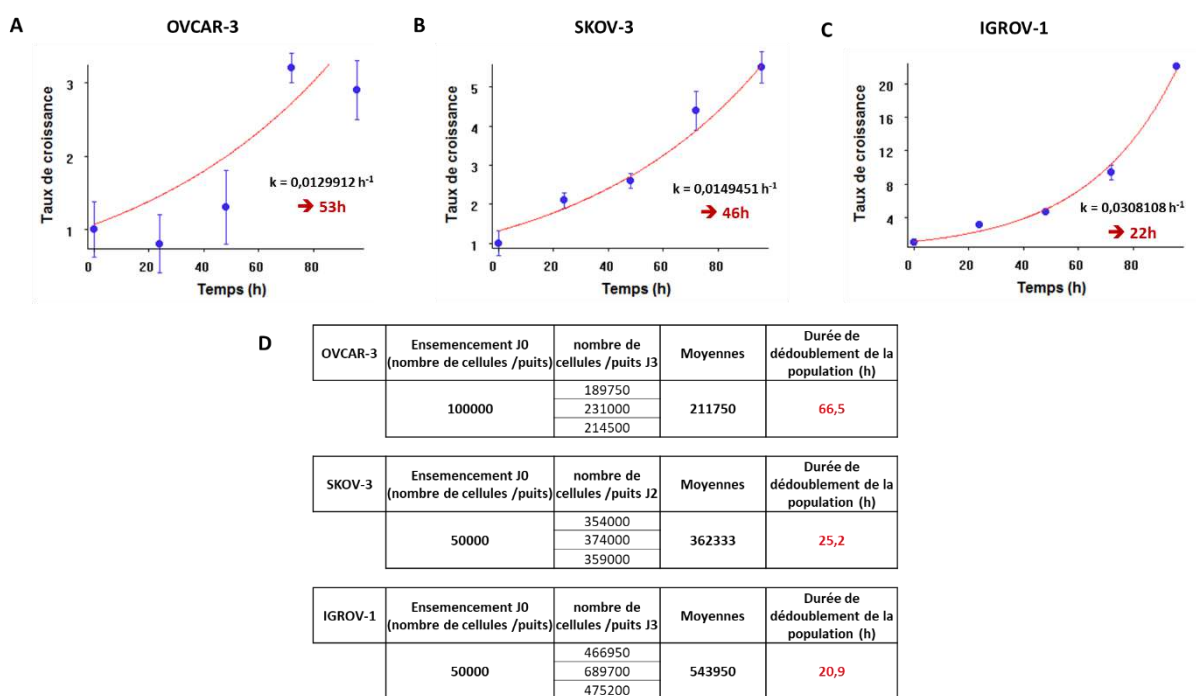 A
OVCAR-3
Taux de croissance
3
2
1
0
20
40
60
80
Temps (h)
k = 0,0129912 h-1
➔ 53h
B
SKOV-3
Taux de croissance
5
4
3
2
1
0
20
40
60
80
Temps (h)
k = 0,0149451 h-1
➔ 46h
C
IGROV-1
Taux de croissance
20
16
12
8
4
0
20
40
60
80
Temps (h)
k = 0,0308108 h-1
➔ 22h
D
OVCAR-3
Ensemencement J0
(nombre de cellules /puits)
nombre de
cellules /puits J3
Moyennes
Durée de
dédoublement de la
population (h)
100000
189750
231000
214500
211750
66,5
SKOV-3
Ensemencement J0
(nombre de cellules /puits)
nombre de
cellules /puits J2
Moyennes
Durée de
dédoublement de la
population (h)
50000
354000
374000
359000
362333
25,2
IGROV-1
Ensemencement J0
(nombre de cellules /puits)
nombre de
cellules /puits J3
Moyennes
Durée de
dédoublement de la
population (h)
50000
466950
689700
475200
543950
20,9